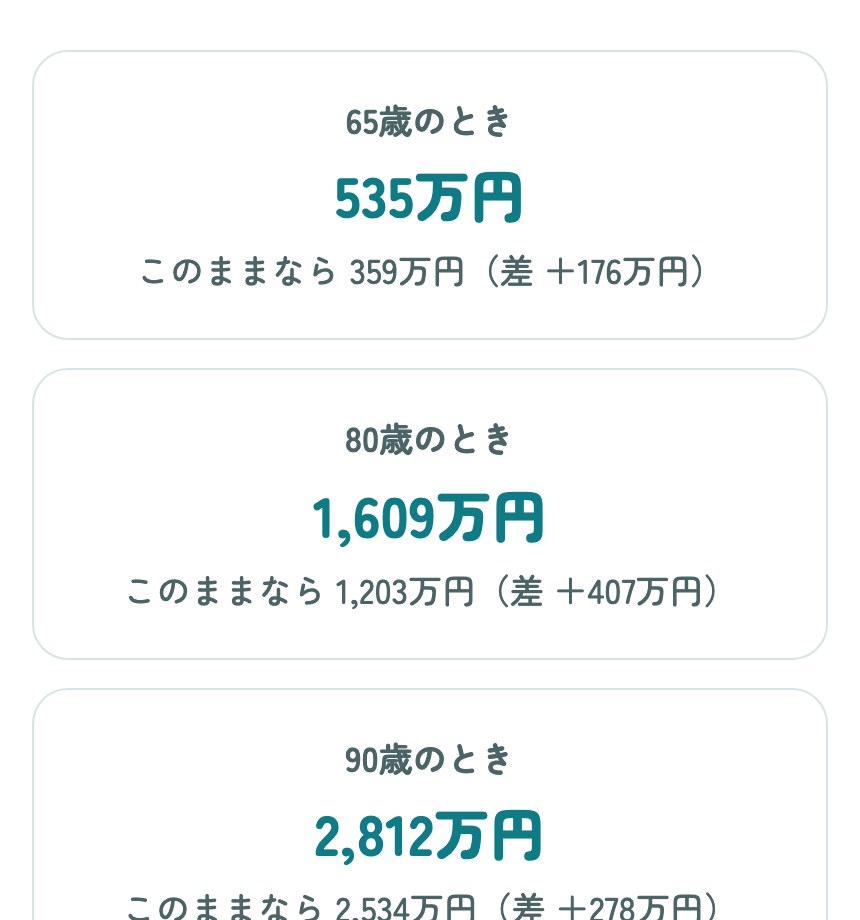 65歳のとき
535万円
このままなら 359万円（差 ＋176万円）
80歳のとき
1,609万円
このままなら 1,203万円（差 ＋407万円）
90歳のとき
2,812万円
このままなら 2,534万円（差 ＋278万円）